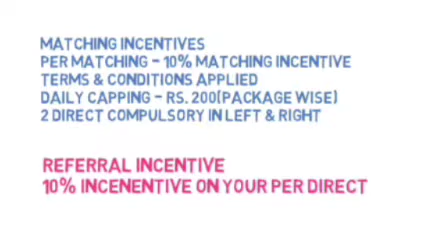 MATCHING INCENTIVES
PER MATCHING - 10% MATCHING INCENTIVE
TERMS & CONDITIONS APPLIED
DAILY CAPPING - RS. 200(PACKAGE WISE)
2 DIRECT COMPULSORY IN LEFT & RIGHT
REFERRAL INCENTIVE
10% INCENENTIVE ON YOUR PER DIRECT